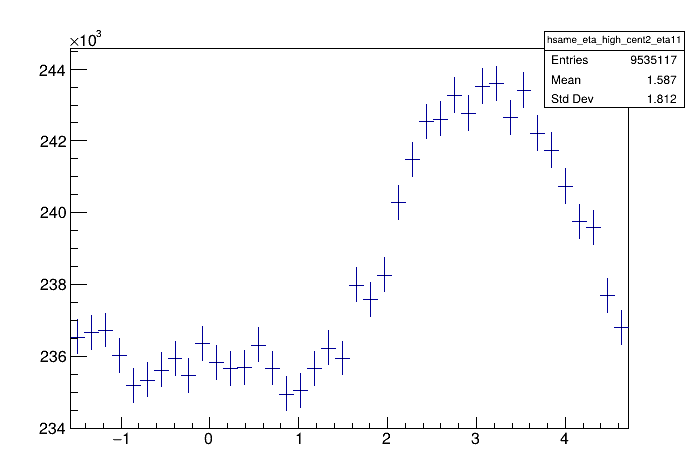 ×10³
hsame_eta_high_cent2_eta11
Entries 9535117
Mean 1.587
Std Dev 1.812
244
242
240
238
236
234
−1 0 1 2 3 4